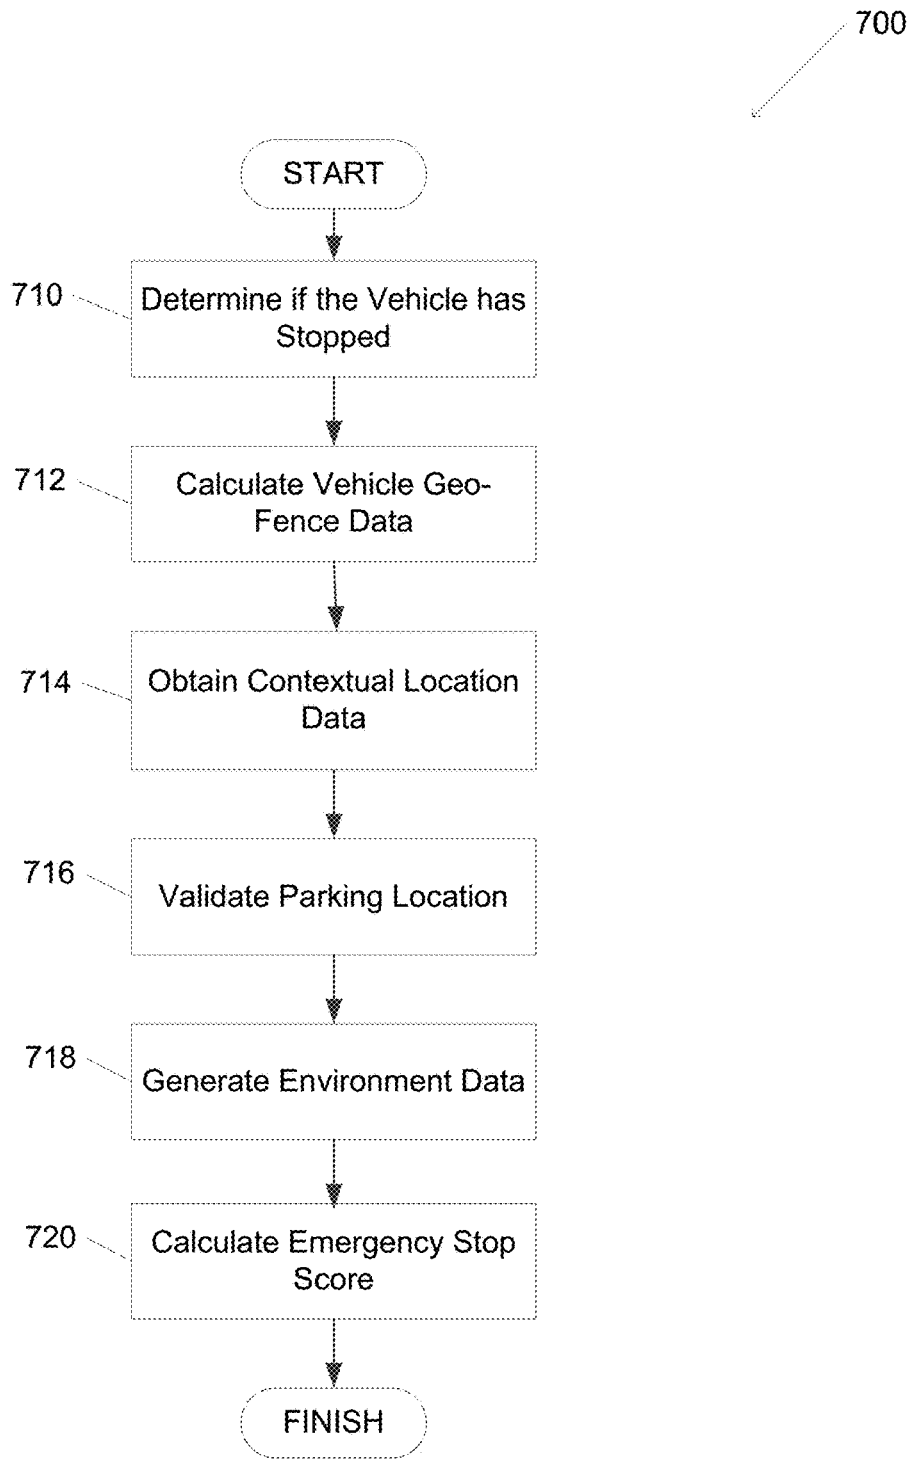 700
START
710
Determine if the Vehicle has
Stopped
712
Calculate Vehicle Geo-
Fence Data
714
Obtain Contextual Location
Data
716
Validate Parking Location
718
Generate Environment Data
720
Calculate Emergency Stop
Score
FINISH